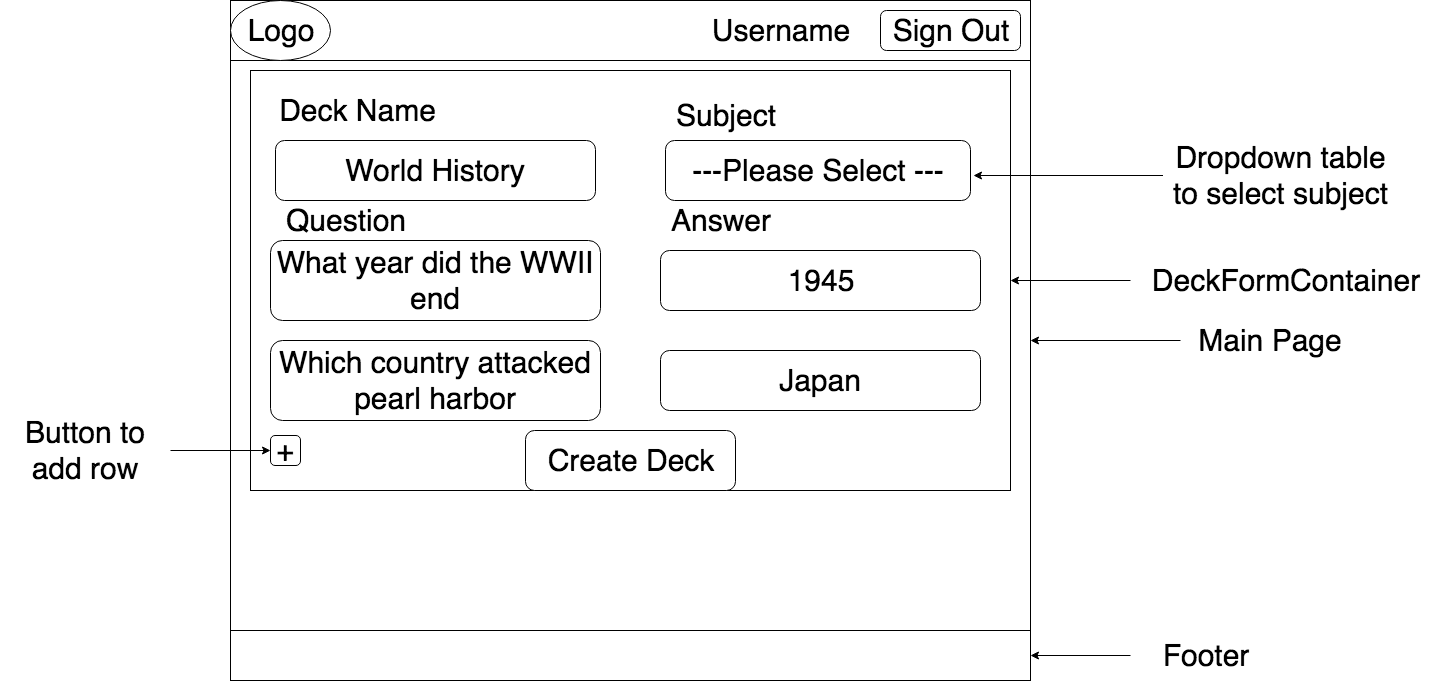 Logo
Username
Sign Out
Deck Name
Subject
World History
---Please Select ---
Dropdown table
to select subject
Question
Answer
What year did the WWII
end
1945
DeckFormContainer
Main Page
Which country attacked
pearl harbor
Japan
Button to
add row
+
Create Deck
Footer